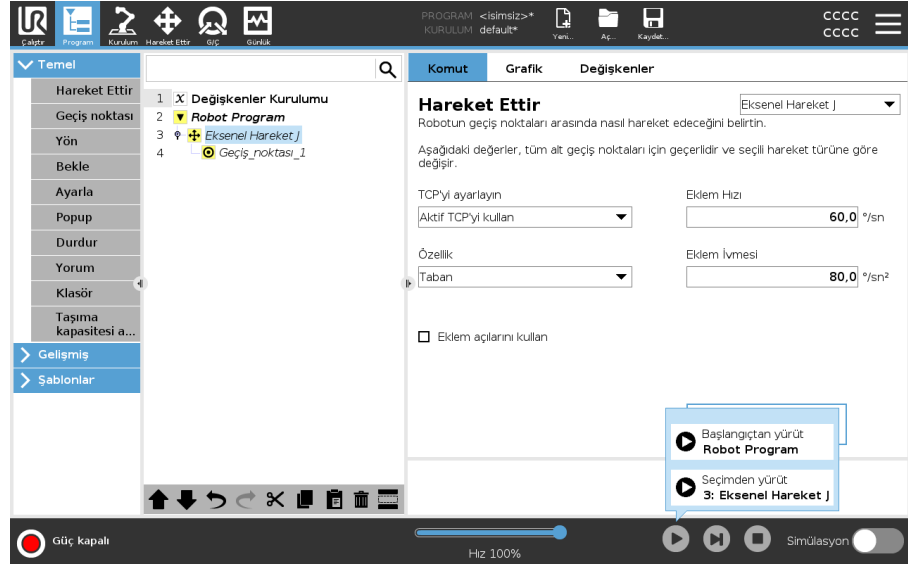 PROGRAM <isimsiz>*
KURULUM default*
CCCC
CCCC
Çalıştır
Program
Kurulum
Hareket Ettir
G/Ç
Günlük
Yeni...
Aç...
Kaydet...
Temel
Hareket Ettir
Geçiş noktası
Yön
Bekle
Ayarla
Popup
Durdur
Yorum
Klasör
Taşıma
kapasitesi a...
Gelişmiş
Şablonlar
1 X Değişkenler Kurulumu
2 Robot Program
3 Eksenel Hareket J
4 Geçiş_noktası_1
Komut
Grafik
Değişkenler
Hareket Ettir
Eksenel Hareket J
Robotun geçiş noktaları arasında nasıl hareket edeceğini belirtin.
Aşağıdaki değerler, tüm alt geçiş noktaları için geçerlidir ve seçili hareket türüne göre
değişir.
TCP'yi ayarlayın
Eklem Hızı
Aktif TCP'yi kullan
60,0 °/sn
Özellik
Eklem İvmesi
Taban
80,0 °/sn²
Eklem açılarını kullan
Başlangıçtan yürüt
Robot Program
Seçimden yürüt
3: Eksenel Hareket J
Güç kapalı
Hız 100%
Simülasyon